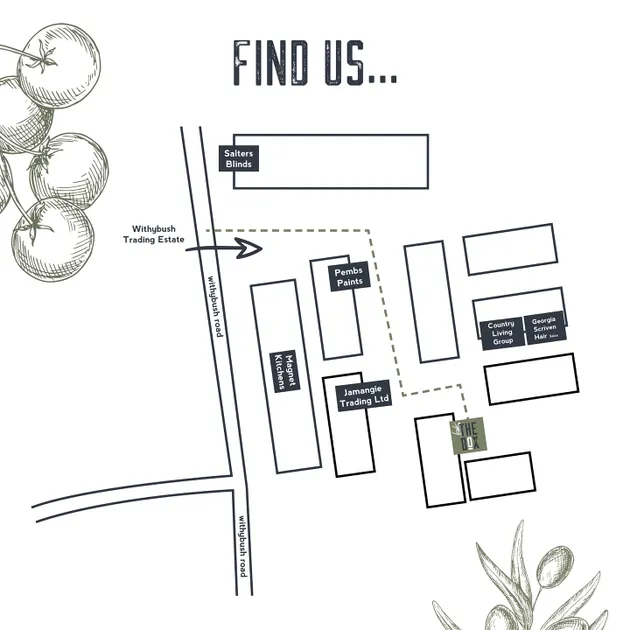 FIND US...
Salters
Blinds
Withybush
Trading Estate
withybush road
Pembs
Paints
Country
Living
Group
Georgia
Scriven
Hair Salon
Magnet
Kitchens
Jamangie
Trading Ltd
THE
BOX
withybush road